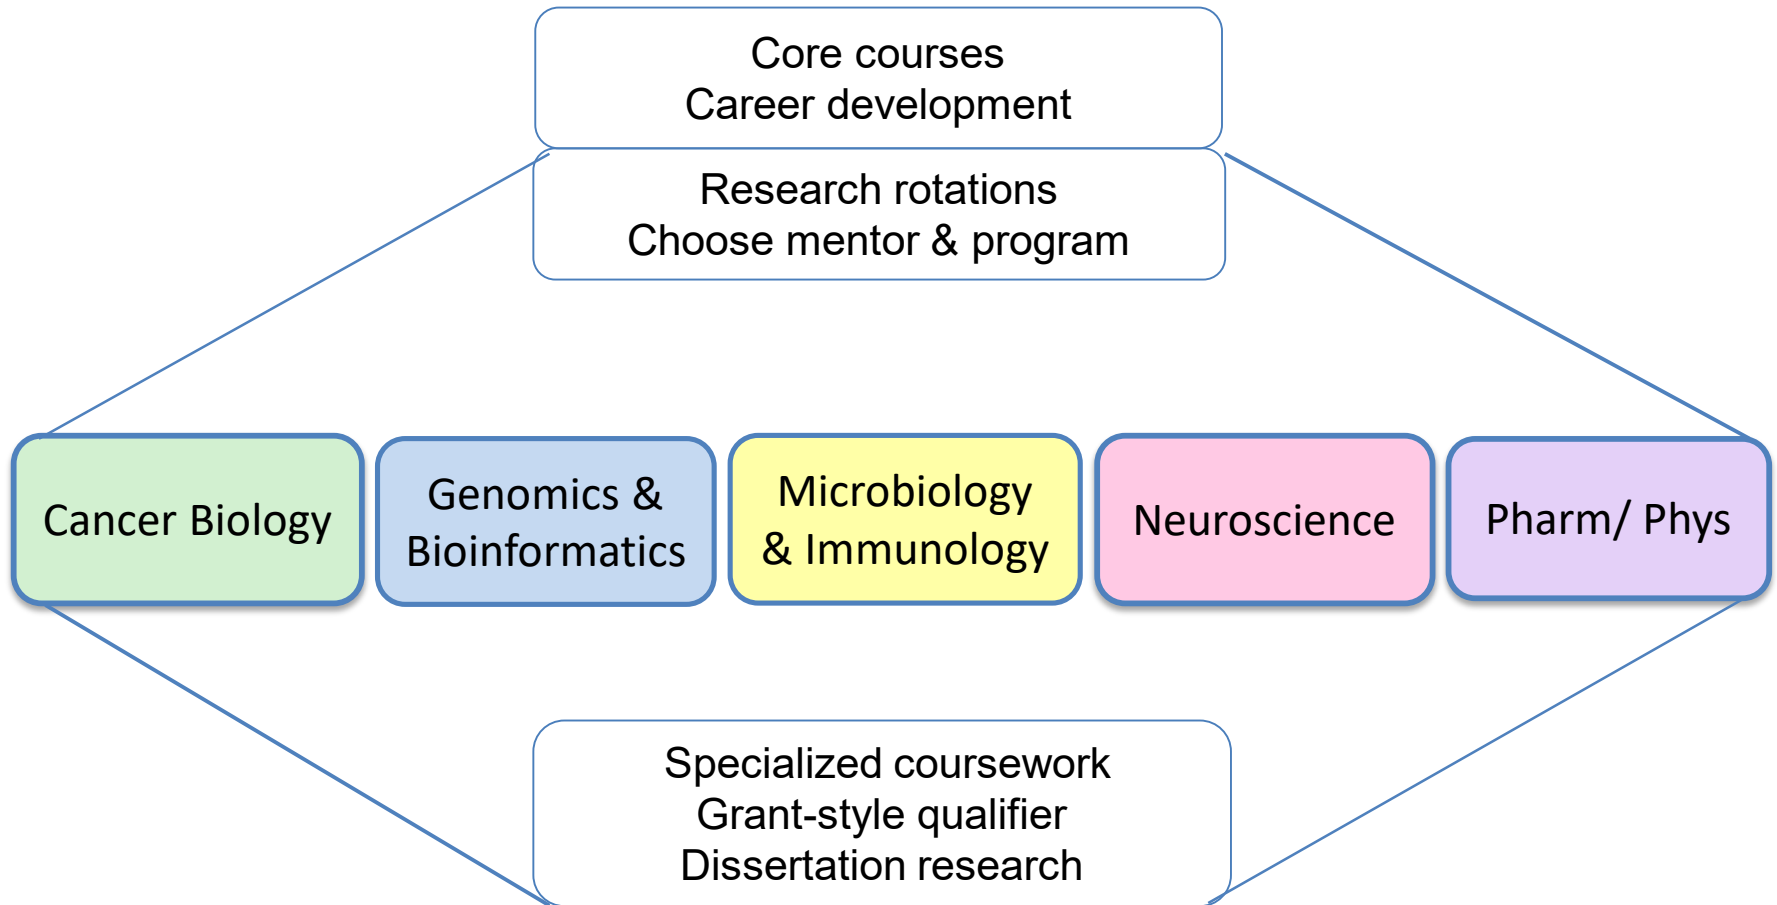 Core courses
Career development
Research rotations
Choose mentor & program
Cancer Biology
Genomics &
Bioinformatics
Microbiology
& Immunology
Neuroscience
Pharm/ Phys
Specialized coursework
Grant-style qualifier
Dissertation research